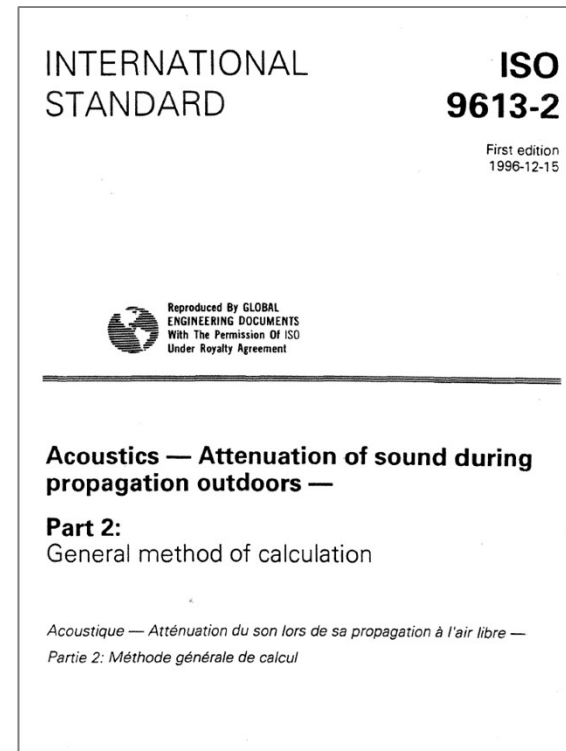 INTERNATIONAL
STANDARD
ISO
9613-2
First edition
1996-12-15
Reproduced By GLOBAL
ENGINEERING DOCUMENTS
With The Permission Of ISO
Under Royalty Agreement
Acoustics — Attenuation of sound during
propagation outdoors —
Part 2:
General method of calculation
Acoustique — Atténuation du son lors de sa propagation à l'air libre —
Partie 2: Méthode générale de calcul